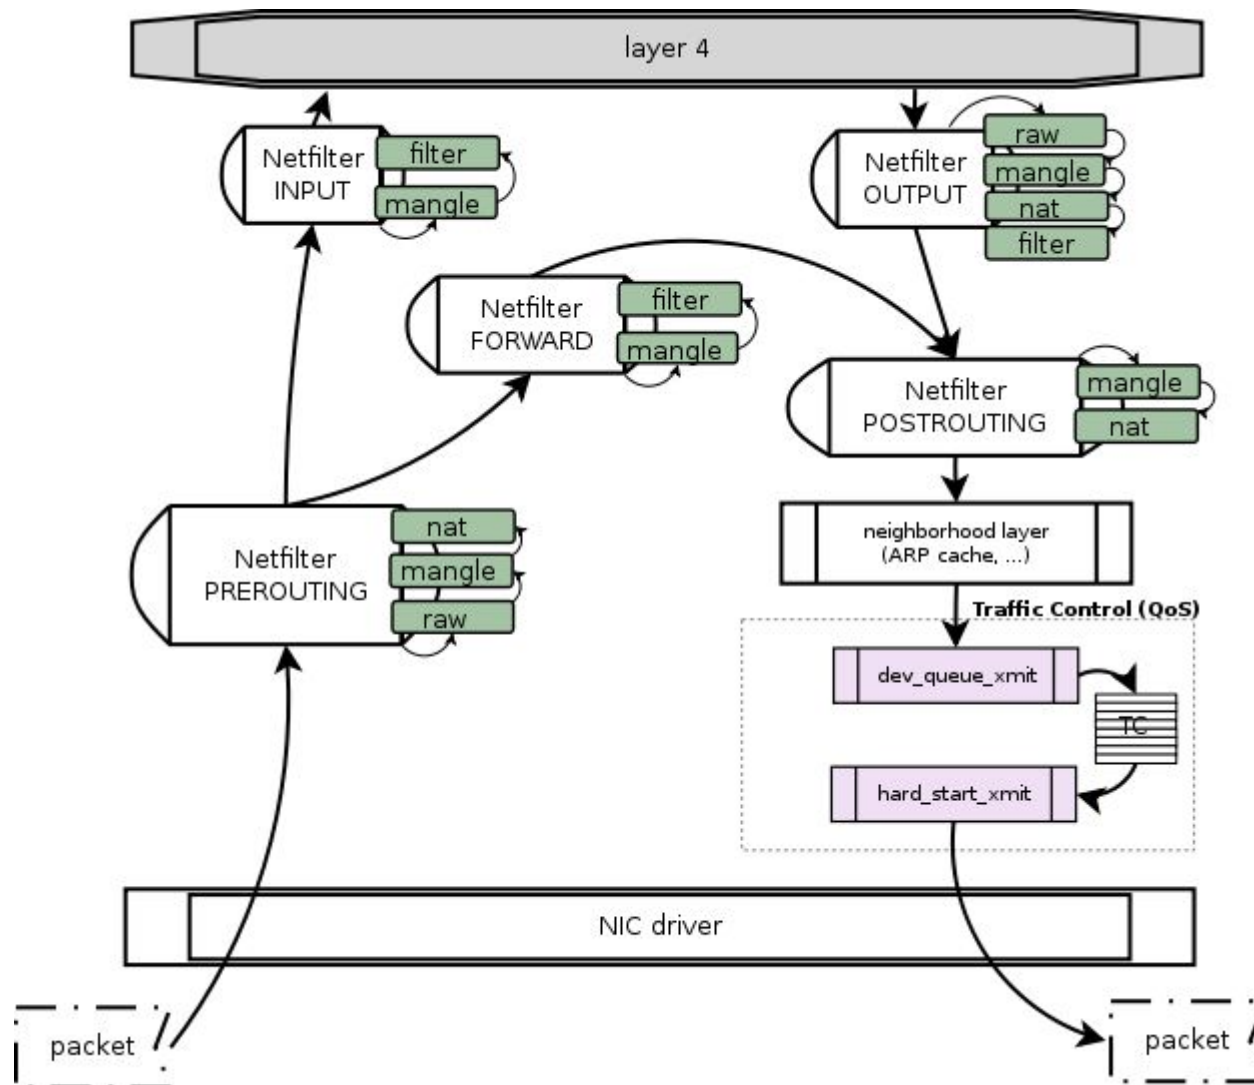 layer 4
Netfilter
INPUT
filter
mangle
Netfilter
OUTPUT
raw
mangle
nat
filter
Netfilter
FORWARD
filter
mangle
Netfilter
POSTROUTING
mangle
nat
Netfilter
PREROUTING
nat
mangle
raw
neighborhood layer
(ARP cache, ...)
Traffic Control (QoS)
dev_queue_xmit
TC
hard_start_xmit
NIC driver
packet
packet